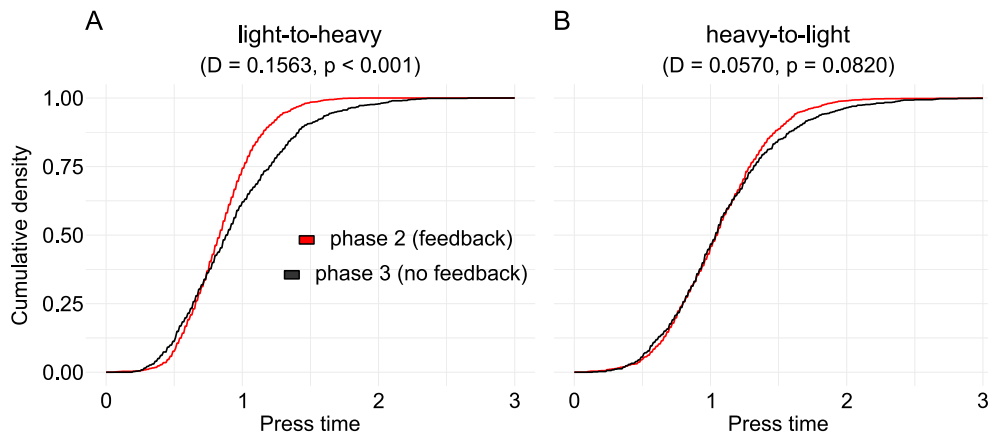 A
light-to-heavy
(D = 0.1563, p < 0.001)
Cumulative density
1.00
0.75
0.50
0.25
0.00
phase 2 (feedback)
phase 3 (no feedback)
0
1
2
3
Press time
B
heavy-to-light
(D = 0.0570, p = 0.0820)
0
1
2
3
Press time